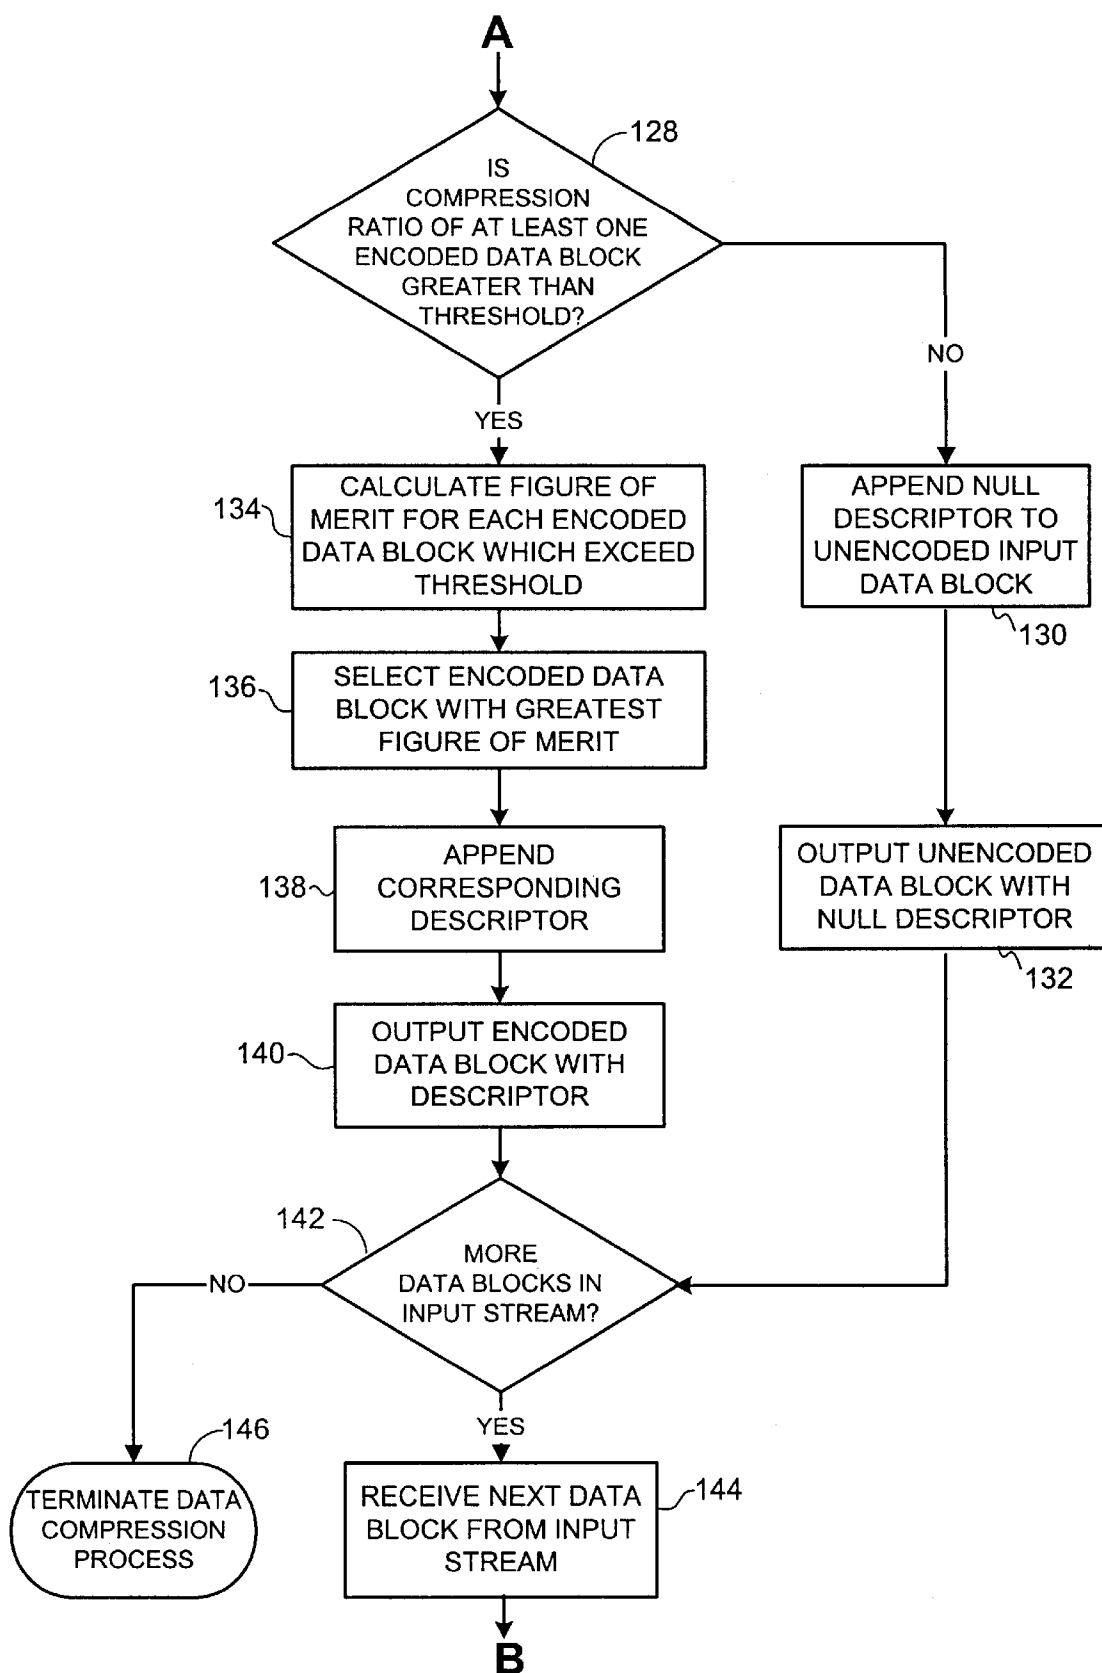 A
128
IS
COMPRESSION
RATIO OF AT LEAST ONE
ENCODED DATA BLOCK
GREATER THAN
THRESHOLD?
NO
YES
134
CALCULATE FIGURE OF
MERIT FOR EACH ENCODED
DATA BLOCK WHICH EXCEED
THRESHOLD
APPEND NULL
DESCRIPTOR TO
UNENCODED INPUT
DATA BLOCK
130
136
SELECT ENCODED DATA
BLOCK WITH GREATEST
FIGURE OF MERIT
138
APPEND
CORRESPONDING
DESCRIPTOR
OUTPUT UNENCODED
DATA BLOCK WITH
NULL DESCRIPTOR
132
140
OUTPUT ENCODED
DATA BLOCK WITH
DESCRIPTOR
142
MORE
DATA BLOCKS IN
INPUT STREAM?
NO
YES
146
TERMINATE DATA
COMPRESSION
PROCESS
144
RECEIVE NEXT DATA
BLOCK FROM INPUT
STREAM
B